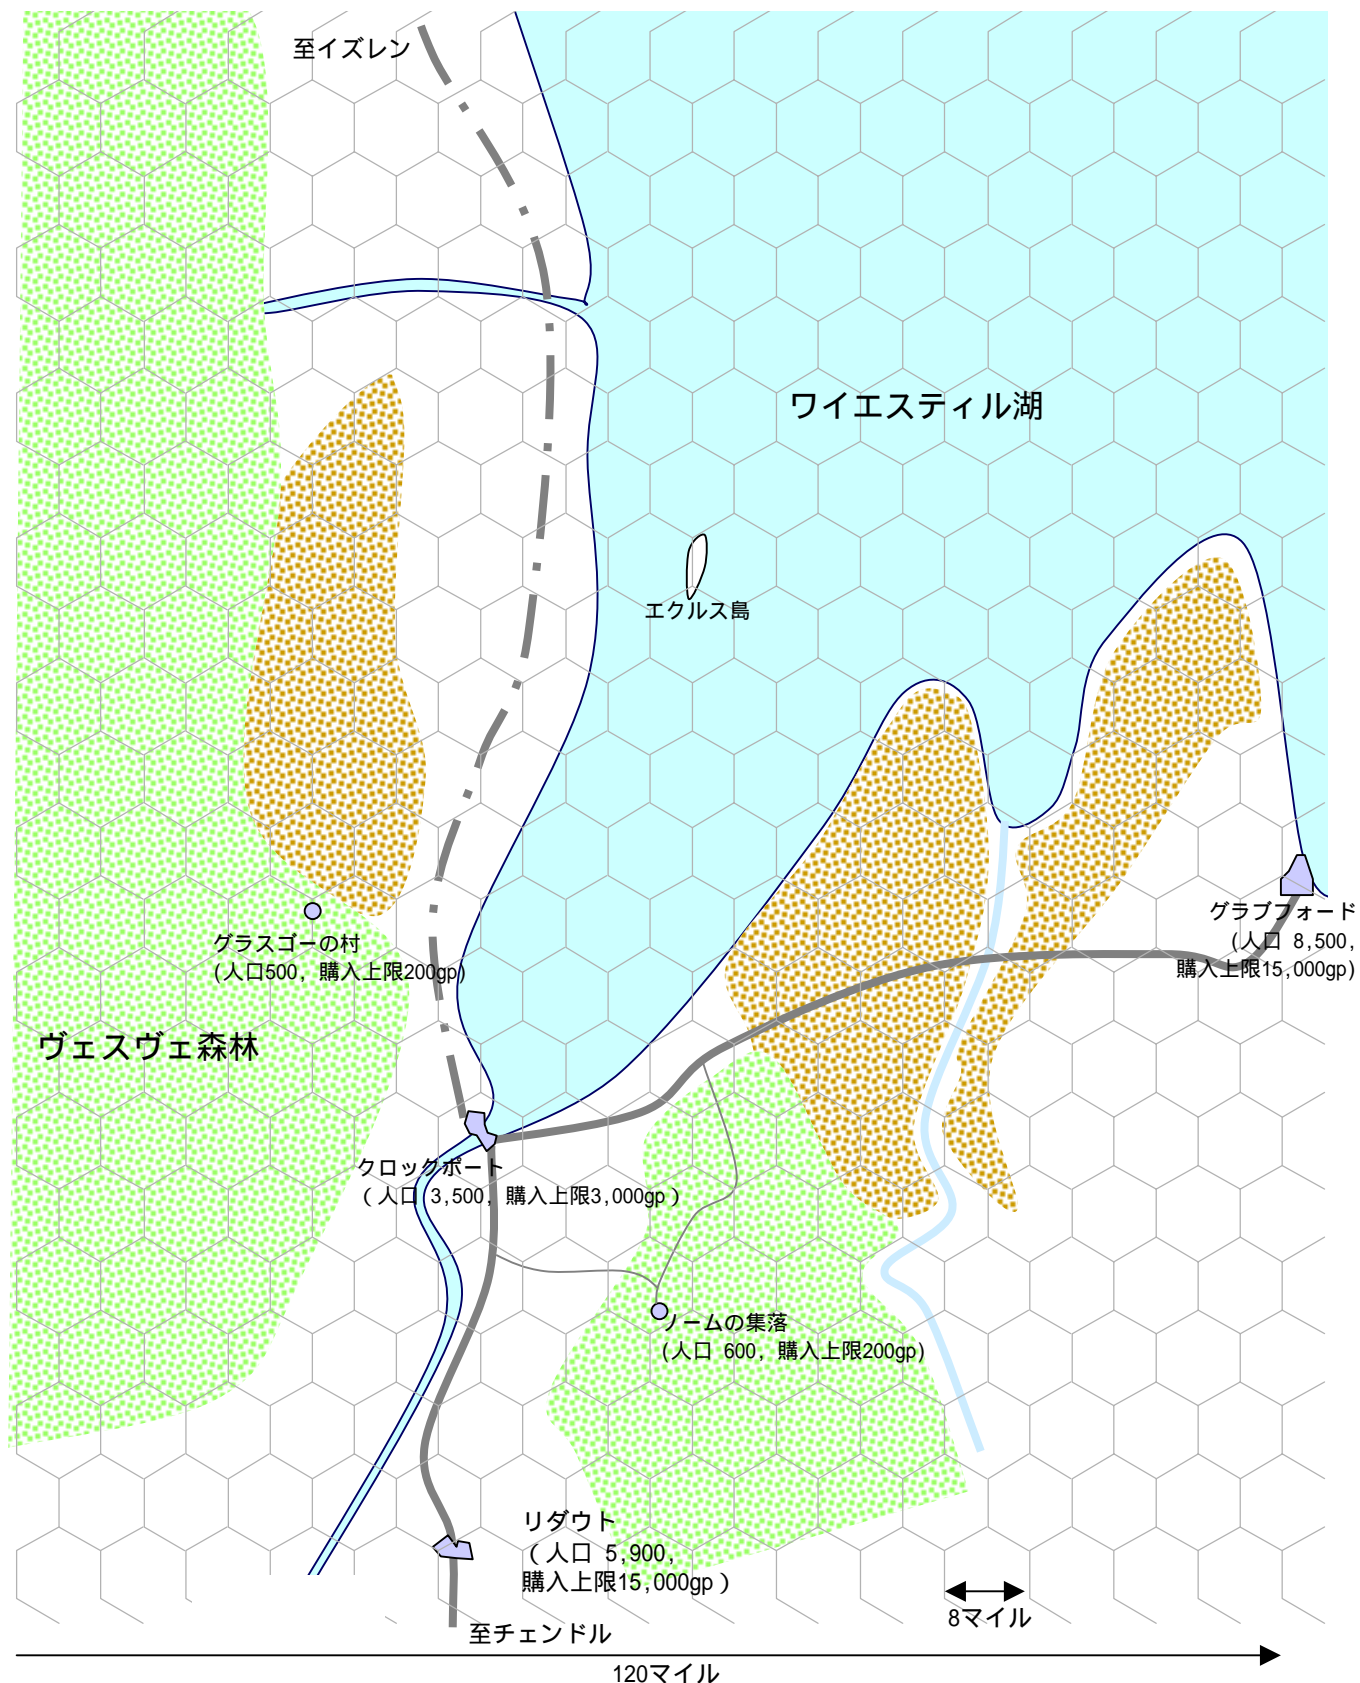 至イズレン
ワイエスティル湖
エクルス島
グラブフォード
(人口 8,500,
購入上限15,000gp)
グラスゴーの村
(人口500, 購入上限200gp)
ヴェスヴェ森林
クロックポート
(人口 3,500, 購入上限3,000gp)
ノームの集落
(人口 600, 購入上限200gp)
リダウト
(人口 5,900,
購入上限15,000gp)
8マイル
至チェンドル
120マイル